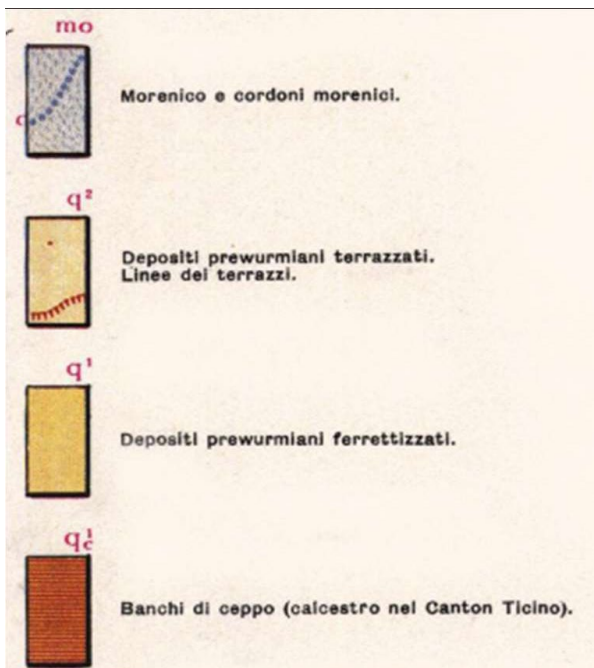 mo
c
Morenico e cordoni morenici.
q²
Depositi prewurmiani terrazzati.
Linee dei terrazzi.
q¹
Depositi prewurmiani ferrettizzati.
q¹c
Banchi di ceppo (calcestro nel Canton Ticino).